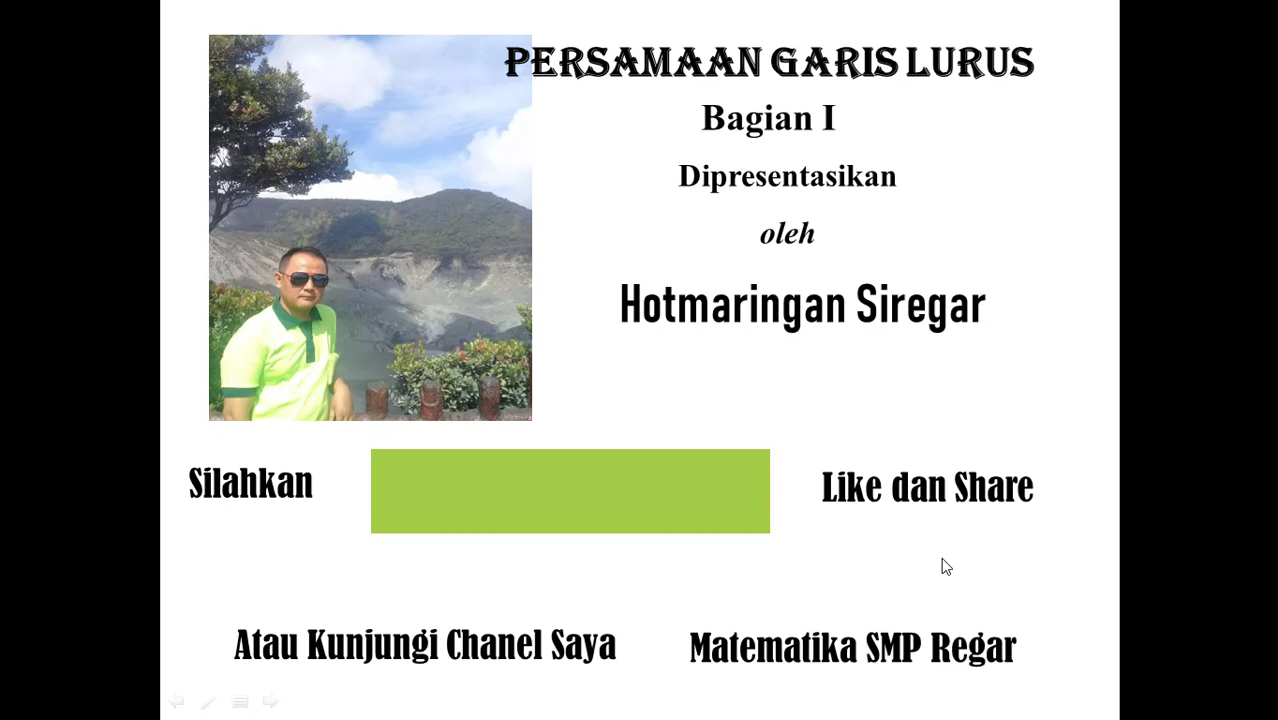 PERSAMAAN GARIS LURUS
Bagian I
Dipresentasikan
oleh
Hotmaringan Siregar
Silahkan
Like dan Share
Atau Kunjungi Chanel Saya
Matematika SMP Regar